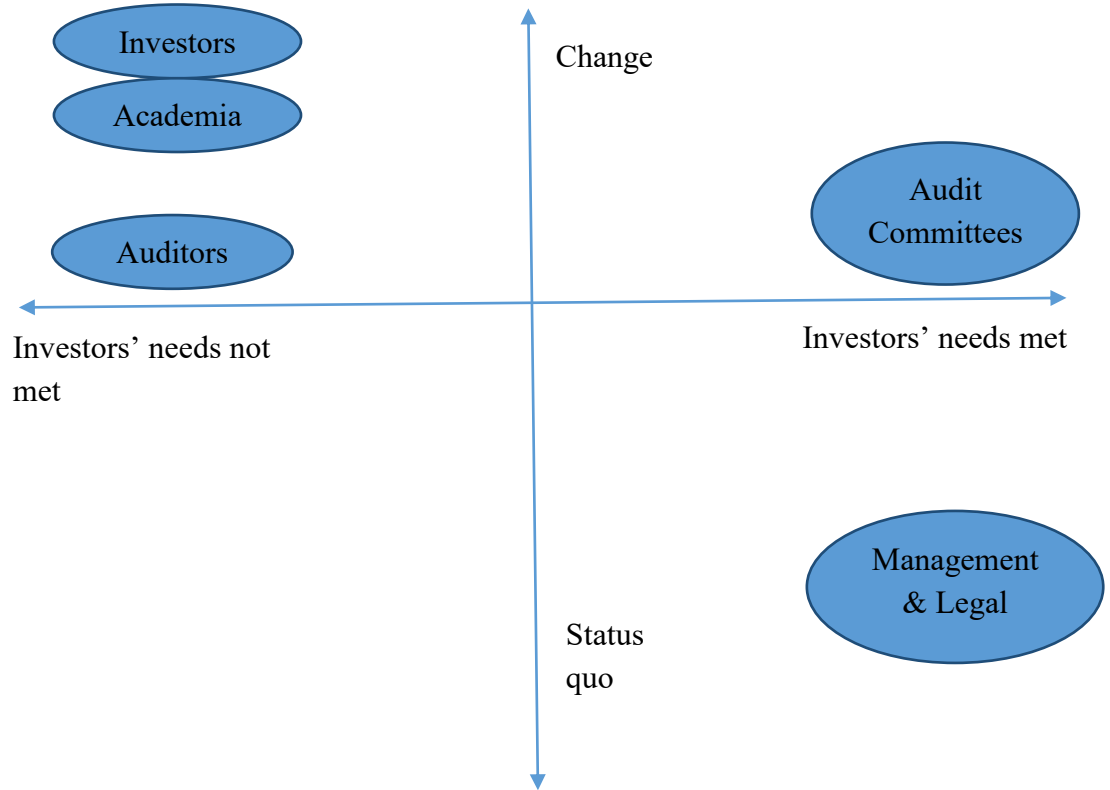 Investors
Change
Academia
Audit
Committees
Auditors
Investors’ needs not
met
Investors’ needs met
Management
& Legal
Status
quo